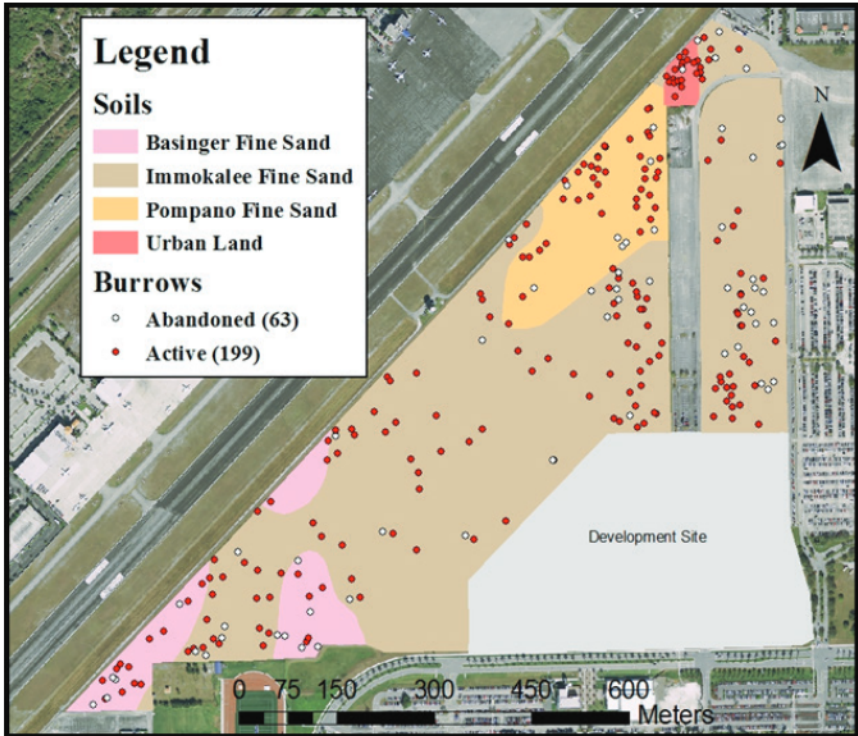 Legend
Soils
Basinger Fine Sand
Immokalee Fine Sand
Pompano Fine Sand
Urban Land
Burrows
Abandoned (63)
Active (199)
N
Development Site
0 75 150 300 450 600
Meters